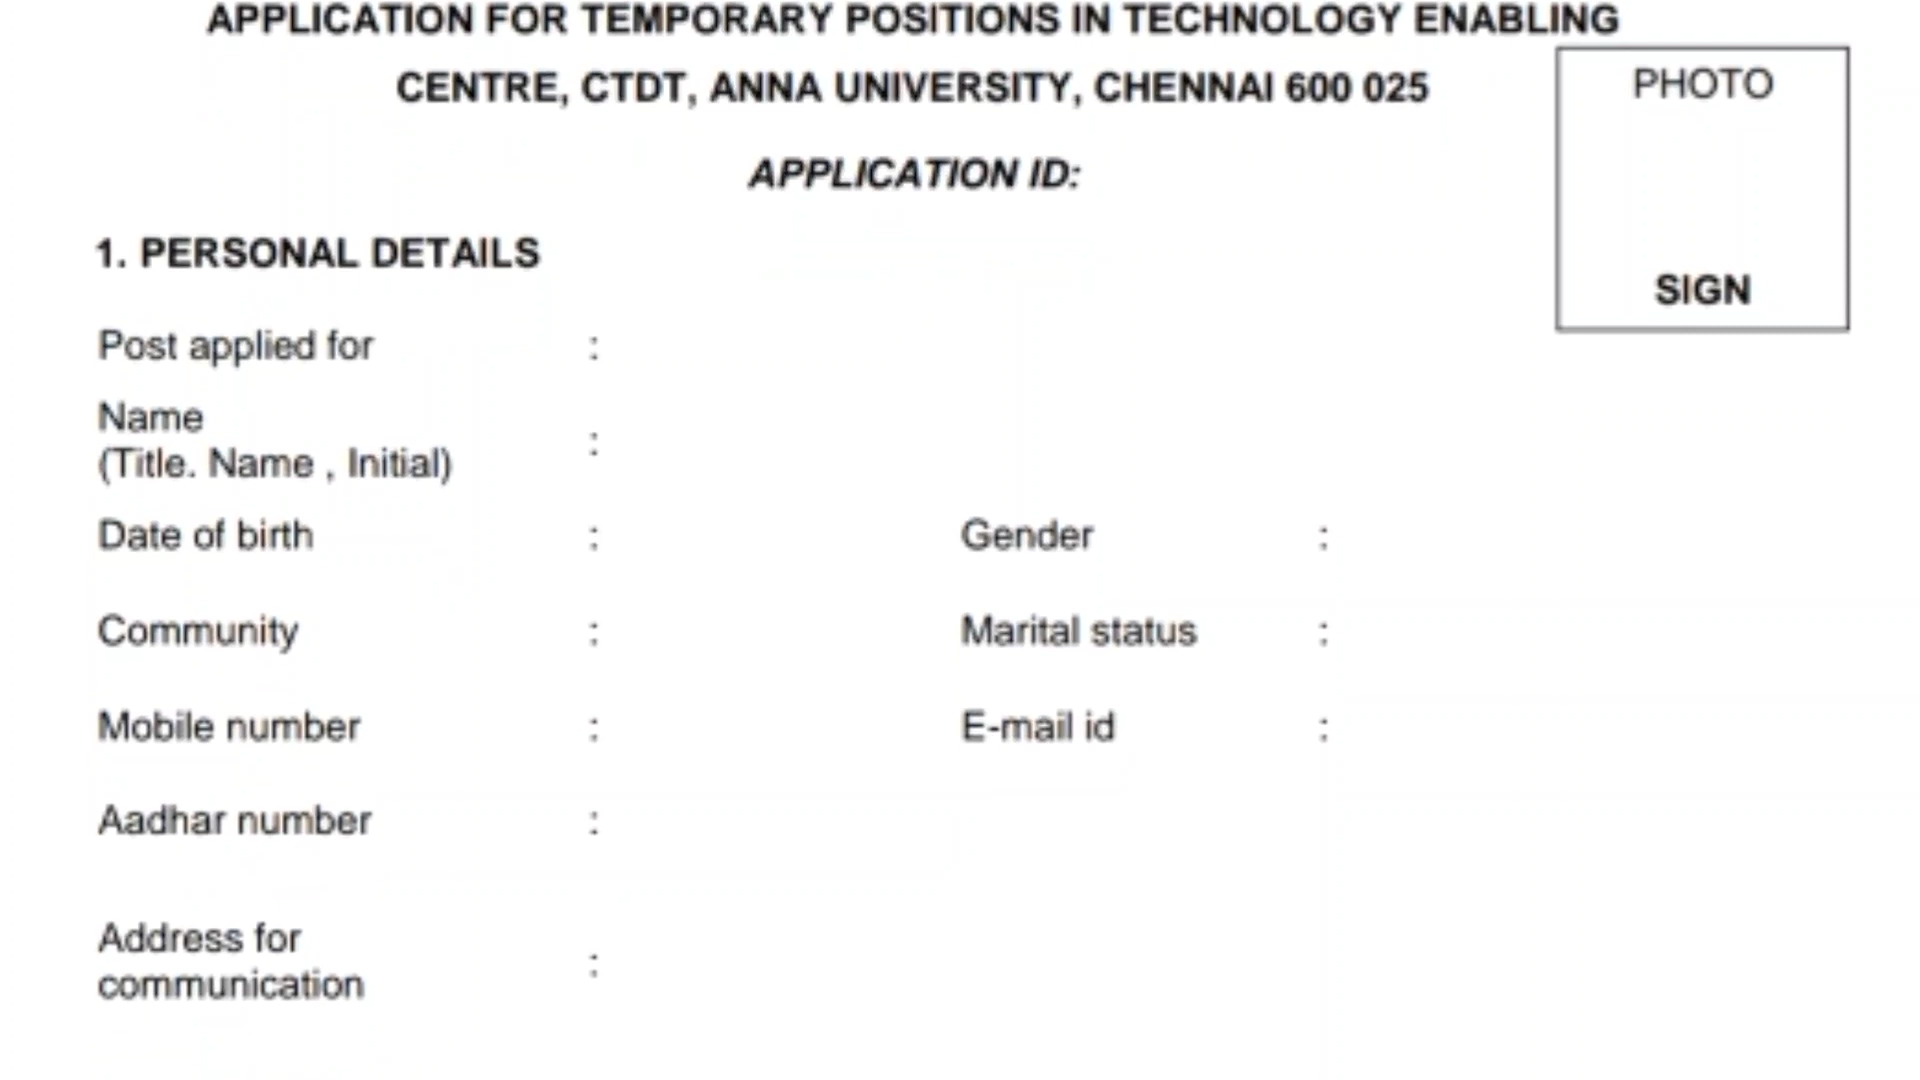 APPLICATION FOR TEMPORARY POSITIONS IN TECHNOLOGY ENABLING
CENTRE, CTDT, ANNA UNIVERSITY, CHENNAI 600 025
PHOTO
APPLICATION ID:
1. PERSONAL DETAILS
SIGN
Post applied for :
Name
(Title. Name , Initial) :
Date of birth : Gender :
Community : Marital status :
Mobile number : E-mail id :
Aadhar number :
Address for
communication :